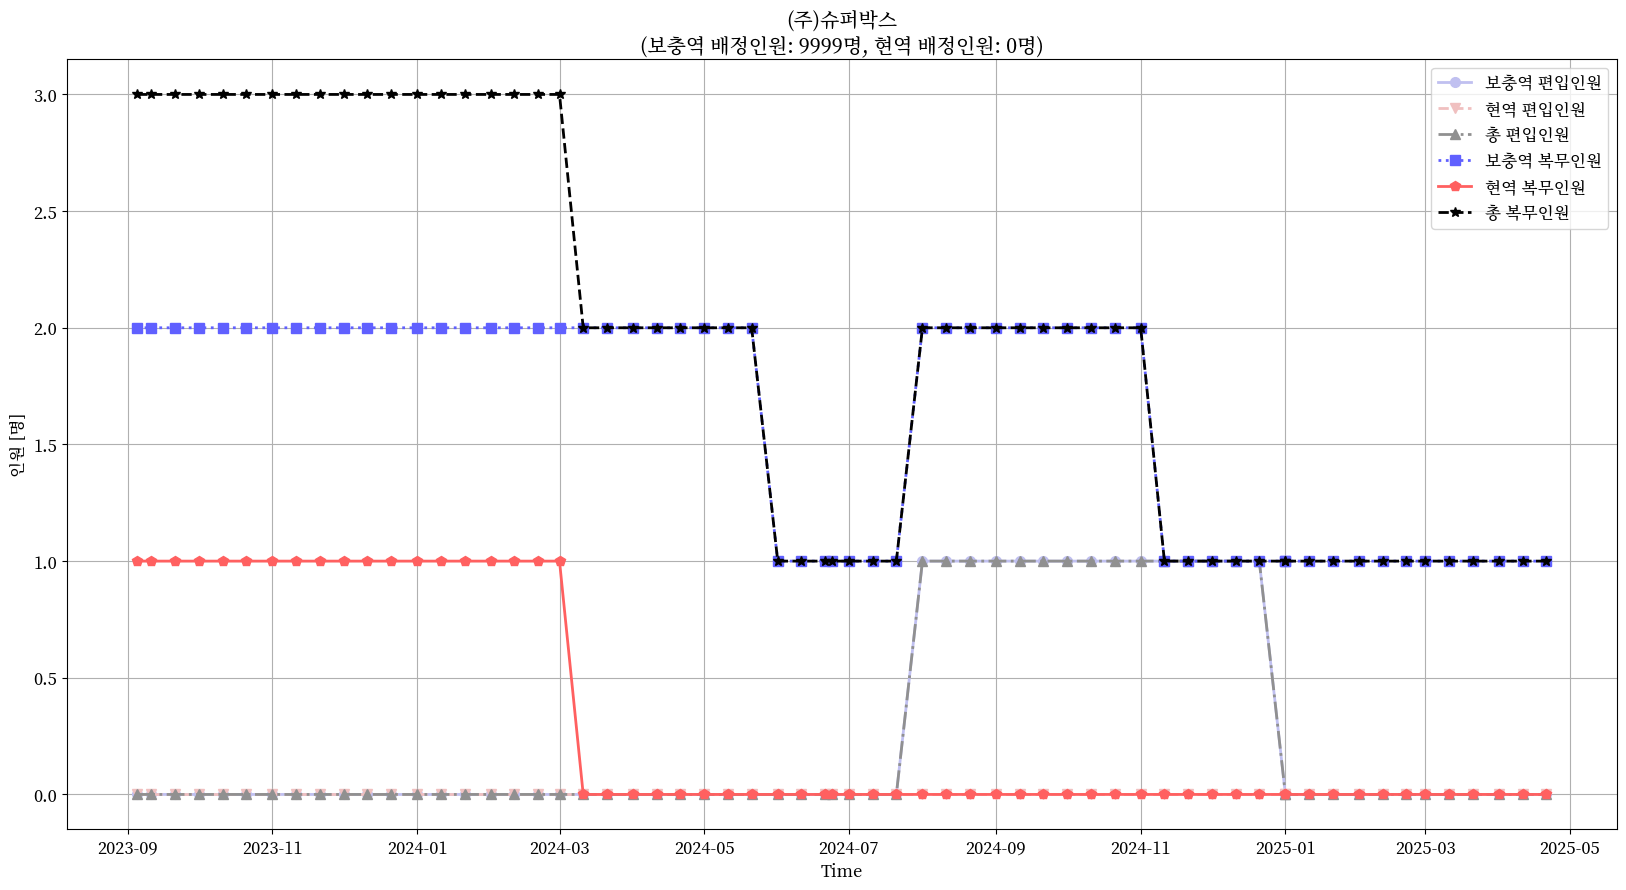 (주)슈퍼박스
(보충역 배정인원: 9999명, 현역 배정인원: 0명)
보충역 편입인원
현역 편입인원
총 편입인원
보충역 복무인원
현역 복무인원
총 복무인원
인원 [명]
3.0
2.5
2.0
1.5
1.0
0.5
0.0
2023-09
2023-11
2024-01
2024-03
2024-05
2024-07
2024-09
2024-11
2025-01
2025-03
2025-05
Time